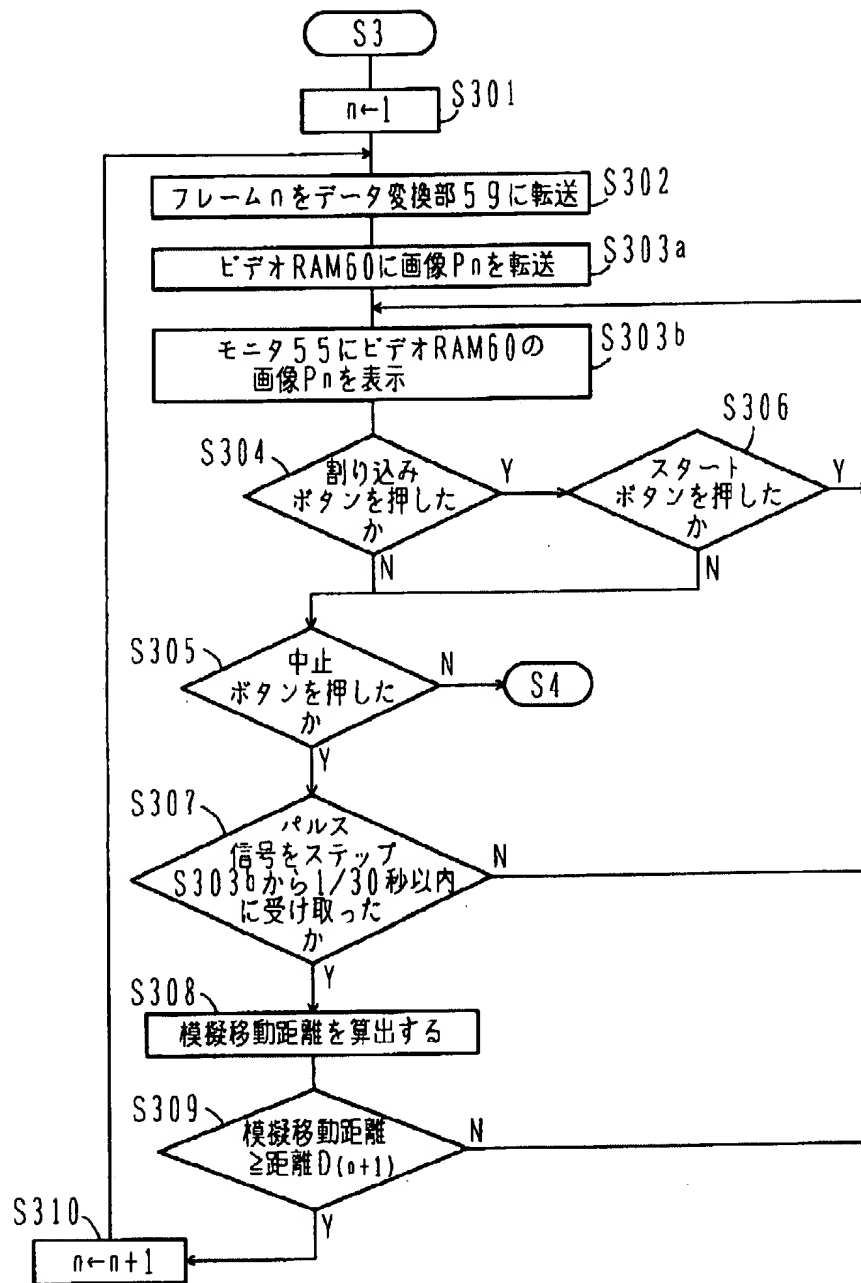 S3
n←1
S301
フレームnをデータ変換部59に転送
S302
ビデオRAM60に画像Pnを転送
S303a
モニタ55にビデオRAM60の
画像Pnを表示
S303b
S304
割り込み
ボタンを押した
か
Y
N
S306
スタート
ボタンを押した
か
Y
N
S305
中止
ボタンを押した
か
N
S4
Y
S307
パルス
信号をステップ
S303bから1/30秒以内
に受け取った
か
N
Y
S308
模擬移動距離を算出する
S309
模擬移動距離
≧距離D(n+1)
N
Y
S310
n←n+1